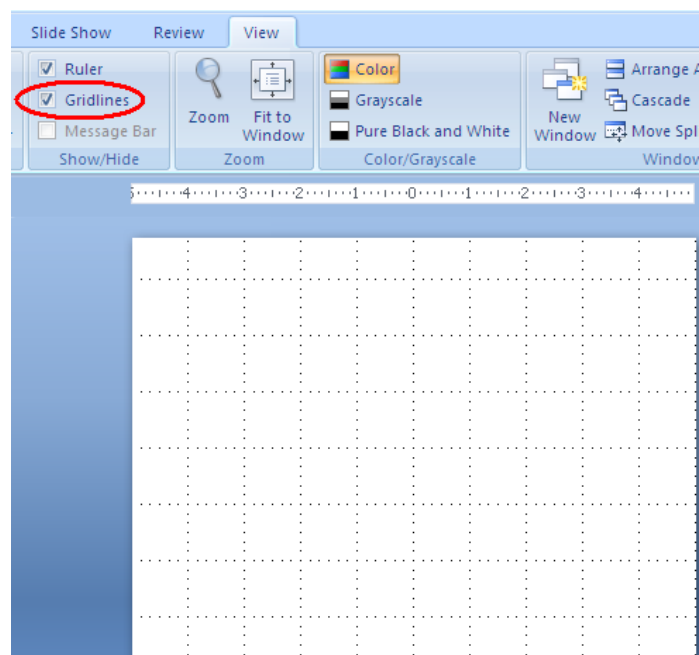 Slide Show Review View
Ruler Color Arrange A
Gridlines Zoom Fit to Window Grayscale New Window Cascade
Message Bar Pure Black and White Move Spl
Show/Hide Zoom Color/Grayscale Window
5 4 3 2 1 0 1 2 3 4